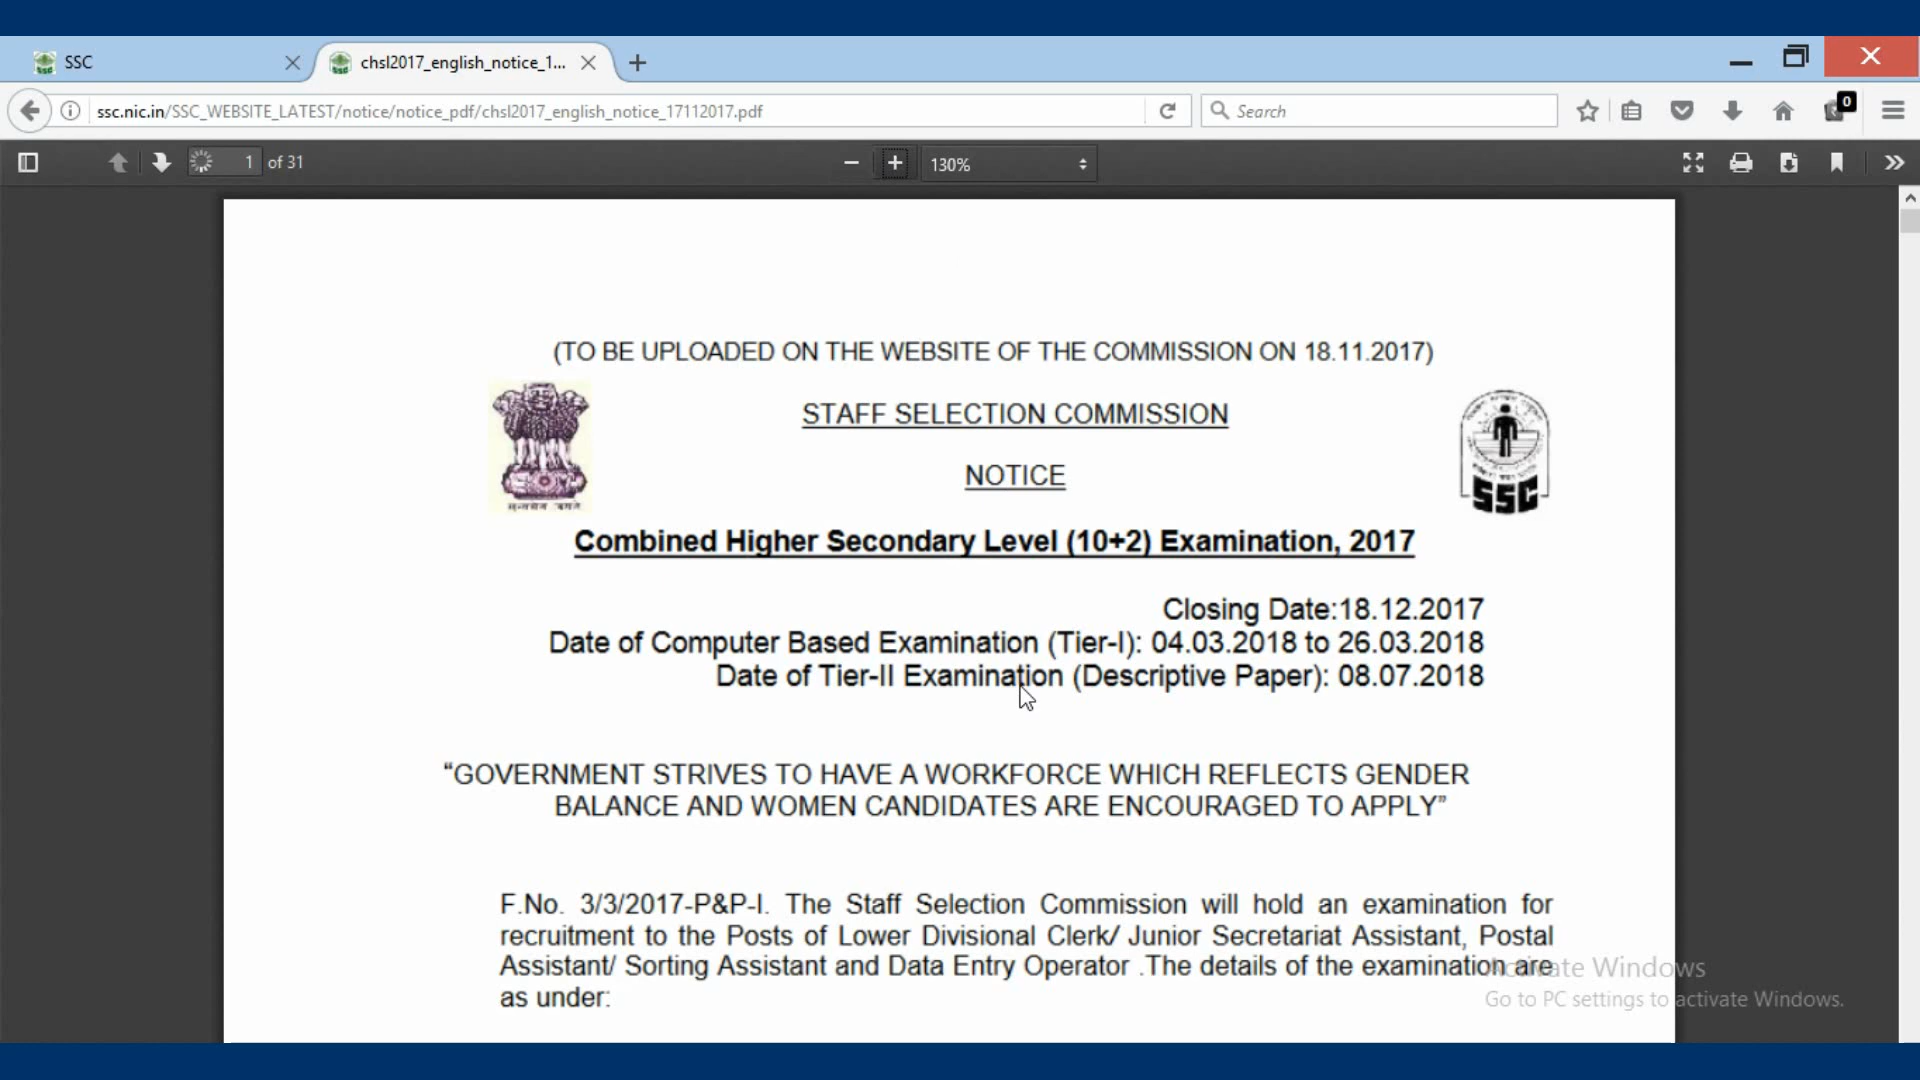 SSC
chsl2017_english_notice_1...
ssc.nic.in/SSC_WEBSITE_LATEST/notice/notice_pdf/chsl2017_english_notice_17112017.pdf
Search
0
1 of 31
130%
(TO BE UPLOADED ON THE WEBSITE OF THE COMMISSION ON 18.11.2017)
STAFF SELECTION COMMISSION
NOTICE
SSC
Combined Higher Secondary Level (10+2) Examination, 2017
Closing Date:18.12.2017
Date of Computer Based Examination (Tier-I): 04.03.2018 to 26.03.2018
Date of Tier-II Examination (Descriptive Paper): 08.07.2018
“GOVERNMENT STRIVES TO HAVE A WORKFORCE WHICH REFLECTS GENDER
BALANCE AND WOMEN CANDIDATES ARE ENCOURAGED TO APPLY”
F.No. 3/3/2017-P&P-I. The Staff Selection Commission will hold an examination for
recruitment to the Posts of Lower Divisional Clerk/ Junior Secretariat Assistant, Postal
Assistant/ Sorting Assistant and Data Entry Operator .The details of the examination are
as under:
Activate Windows
Go to PC settings to activate Windows.